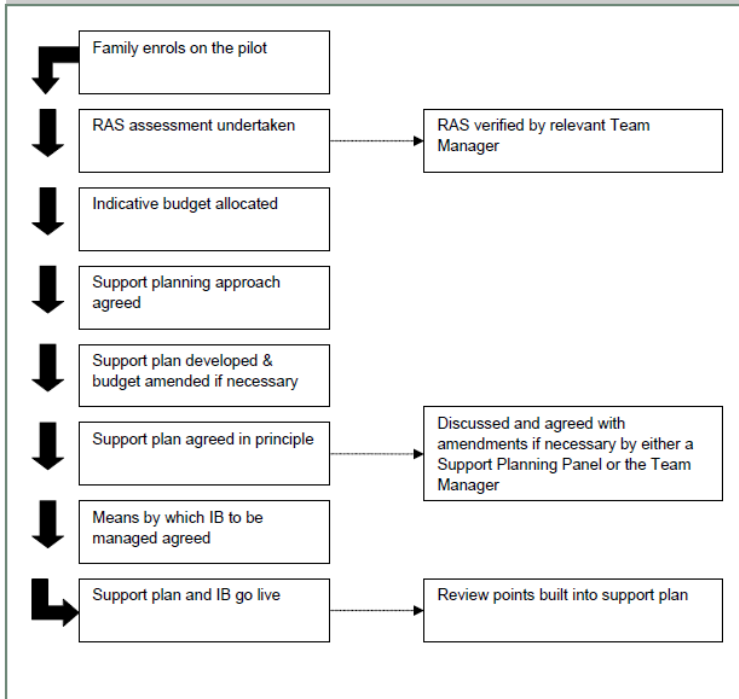 Family enrols on the pilot
RAS assessment undertaken
RAS verified by relevant Team
Manager
Indicative budget allocated
Support planning approach
agreed
Support plan developed &
budget amended if necessary
Support plan agreed in principle
Discussed and agreed with
amendments if necessary by either a
Support Planning Panel or the Team
Manager
Means by which IB to be
managed agreed
Support plan and IB go live
Review points built into support plan